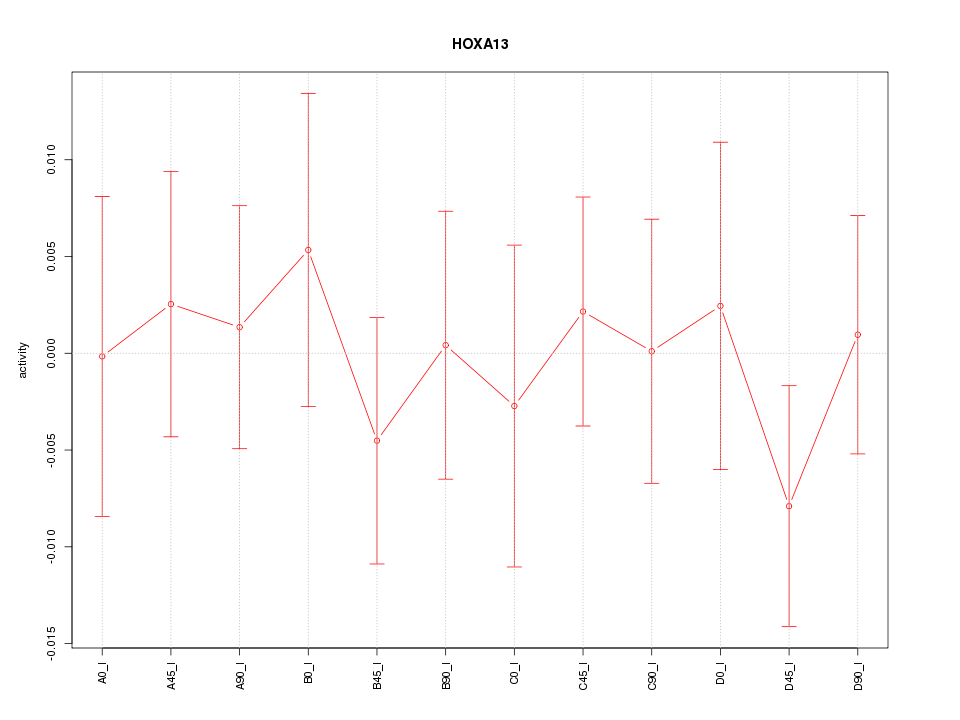 HOXA13
activity
0.010
0.005
0.000
-0.005
-0.010
-0.015
A0_I
A45_I
A90_I
B0_I
B45_I
B90_I
C0_I
C45_I
C90_I
D0_I
D45_I
D90_I